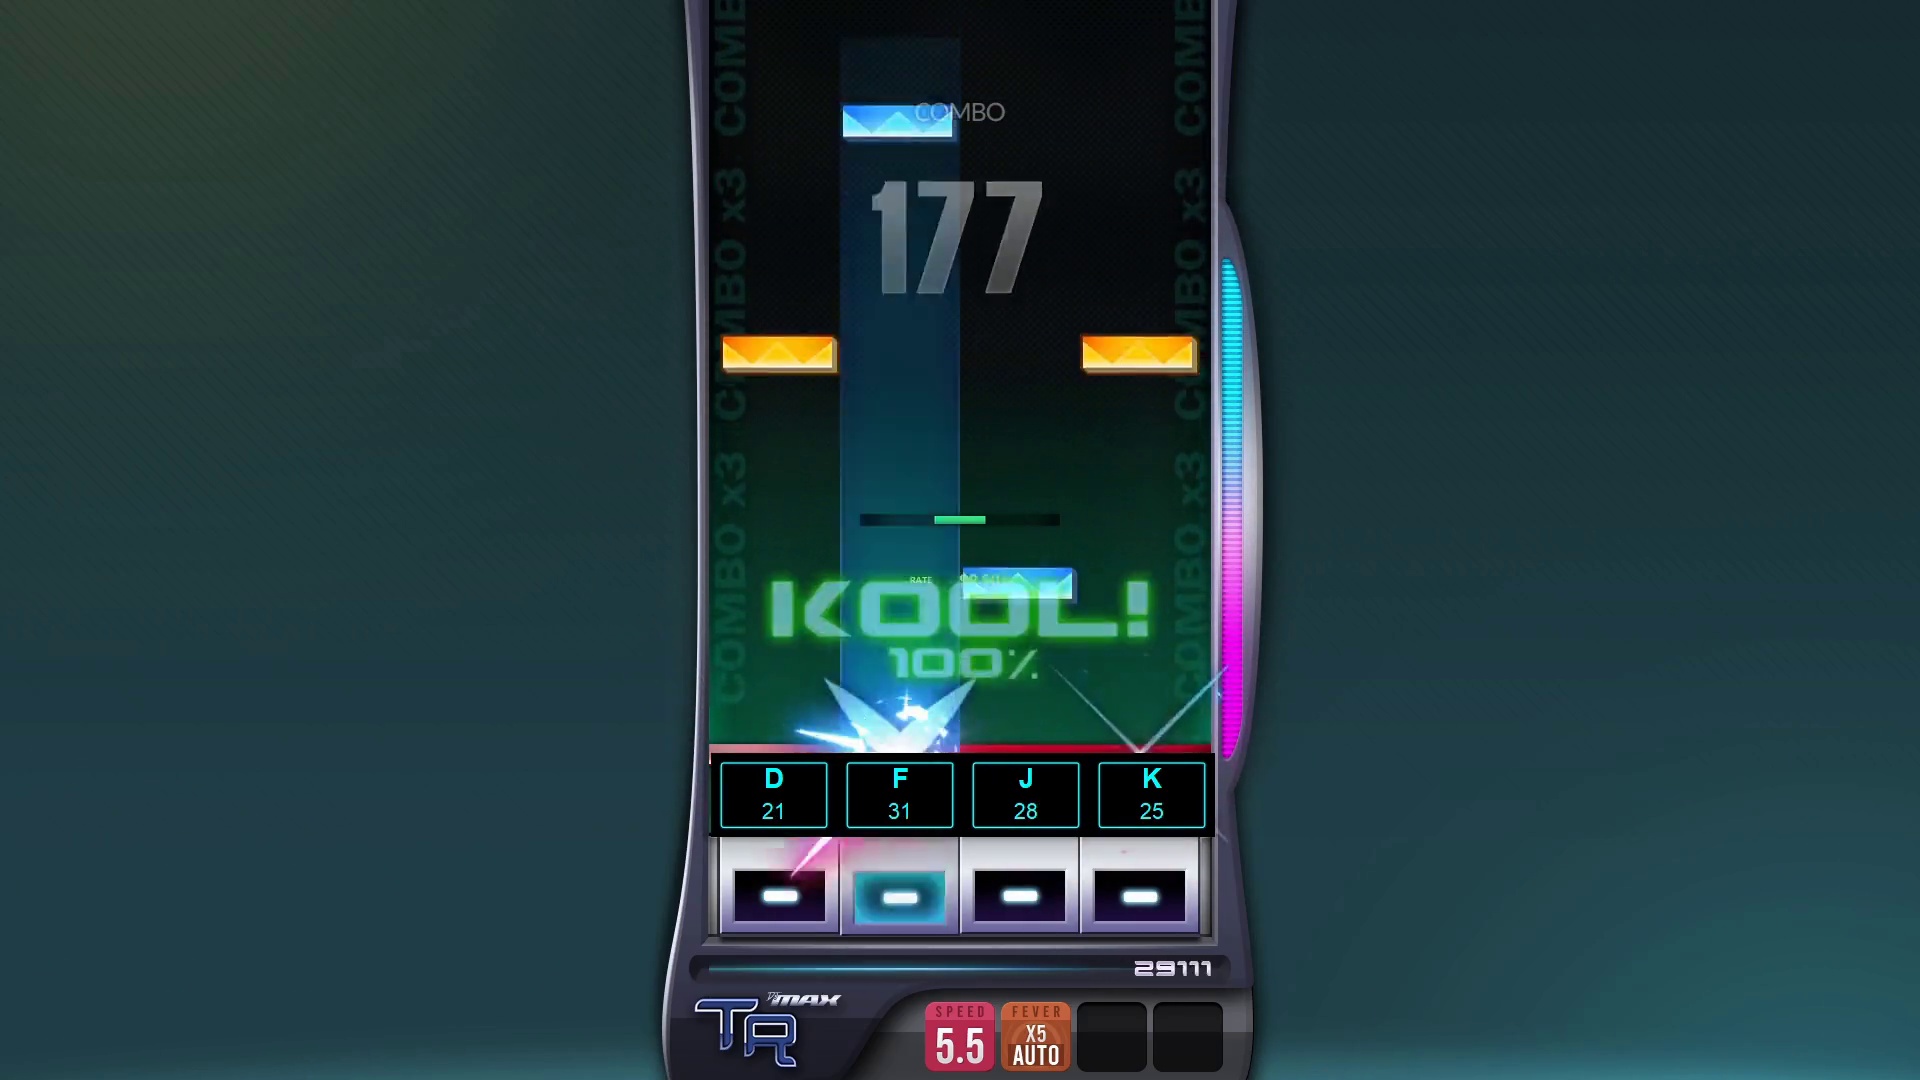 COMBO
177
COMBO x3 COMBO x3 COMBO
COMBO x3 COMBO x3 COMBO
RATE
KOOL!
100%
D F J K
21 31 28 25
29111
DJMAX
TR
SPEED FEVER
5.5 X5
AUTO